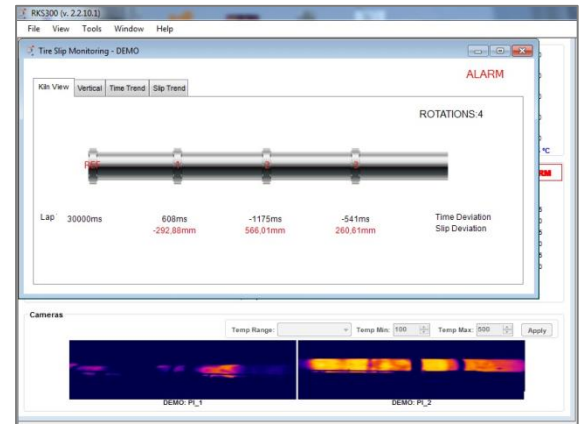 RKS300 (v. 2.2.10.1)
File View Tools Window Help
Tire Slip Monitoring - DEMO
ALARM
Kiln View Vertical Time Trend Slip Trend
ROTATIONS:4
REF 1 2 3
Lap 30000ms 608ms -1175ms -541ms Time Deviation
-292,88mm 566,01mm 260,61mm Slip Deviation
°C
RM
Cameras
Temp Range: Temp Min: 100 Temp Max: 500 Apply
DEMO: PI_1 DEMO: PI_2